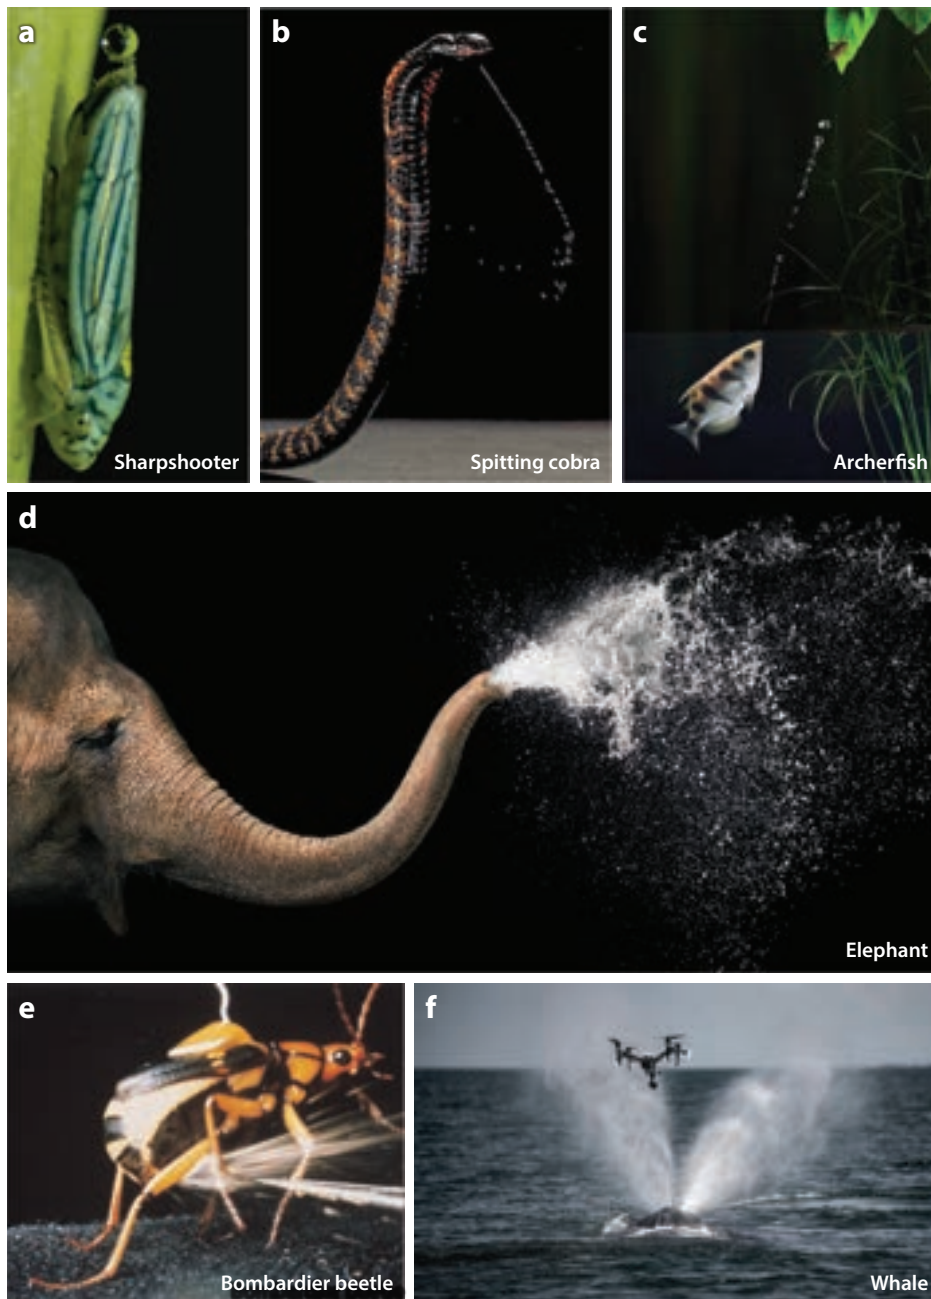 a
Sharpshooter
b
Spitting cobra
c
Archerfish
d
Elephant
e
Bombardier beetle
f
Whale